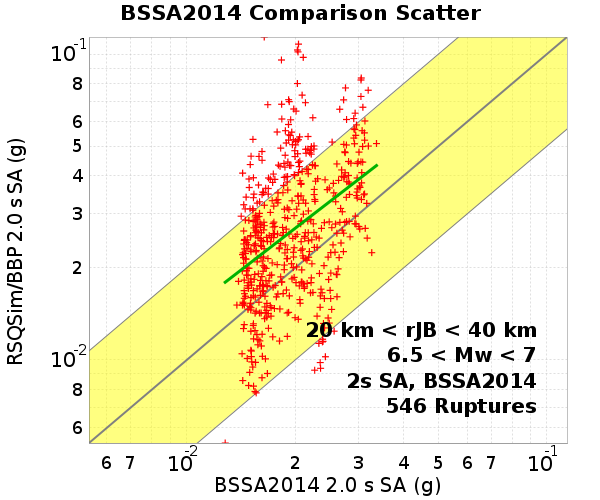 BSSA2014 Comparison Scatter
RSQSim/BBP 2.0 s SA (g)
10-1
8
6
5
4
3
2
10-2
8
6
20 km < rJB < 40 km
6.5 < Mw < 7
2s SA, BSSA2014
546 Ruptures
6 7 10-2 2 3 4 5 6 7 10-1
BSSA2014 2.0 s SA (g)